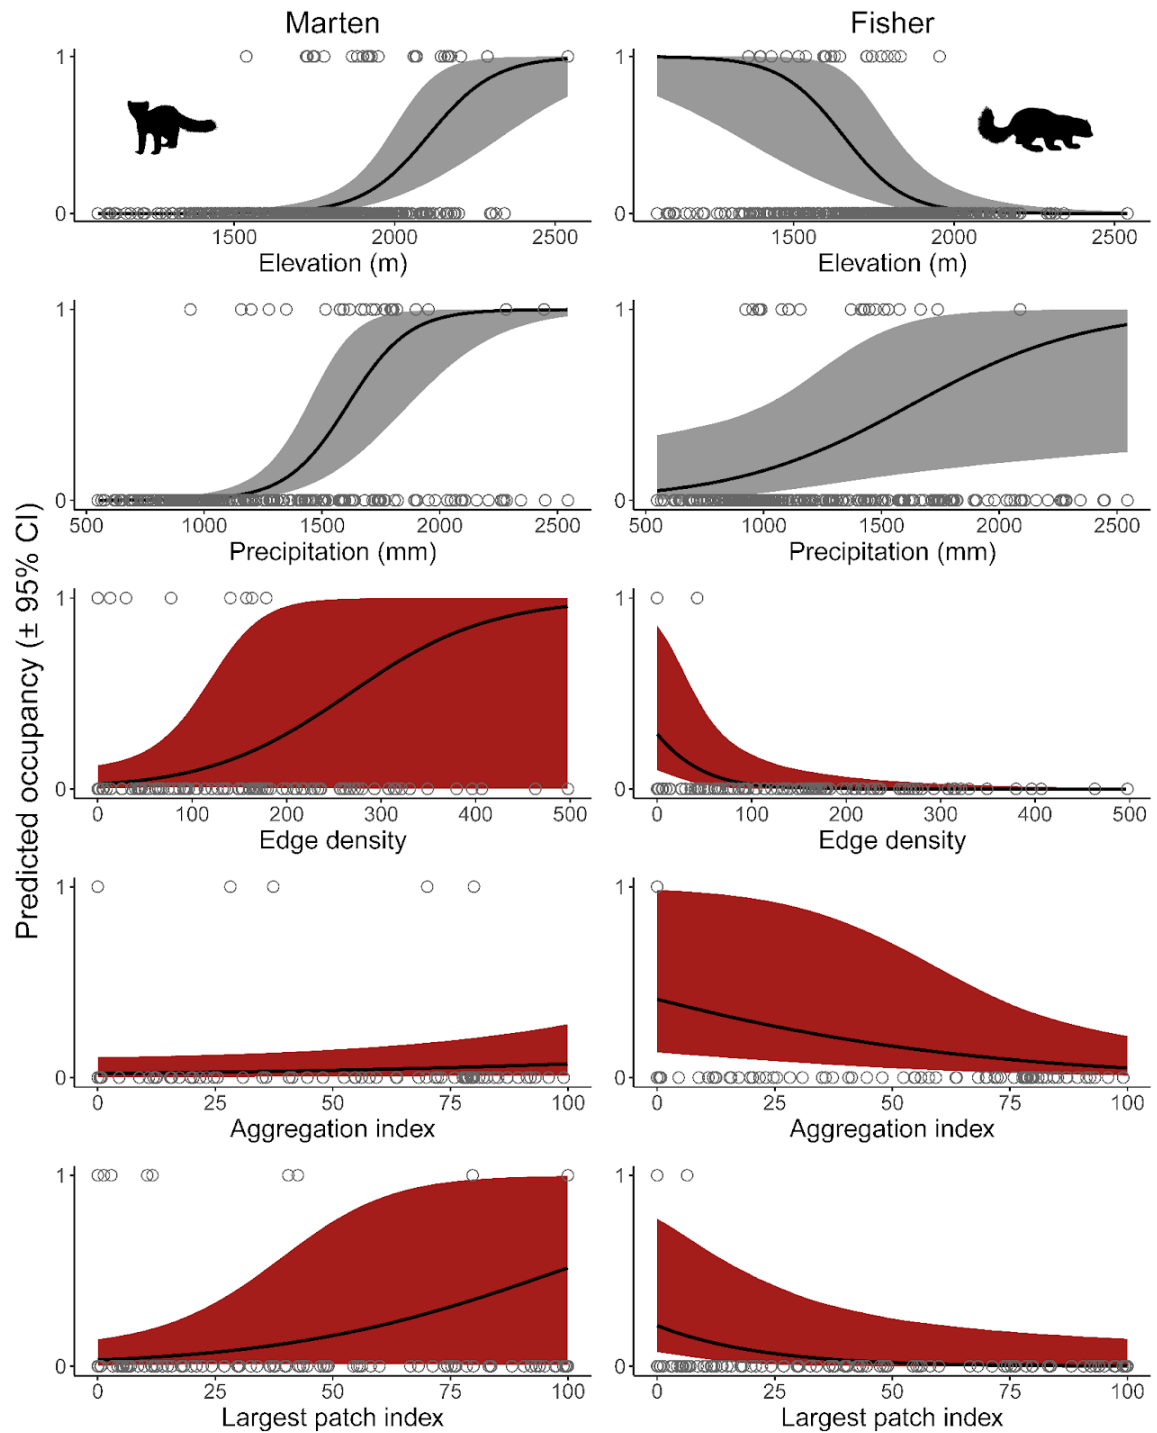 Marten Fisher
1 1
0 0
1500 2000 2500 1500 2000 2500
Elevation (m) Elevation (m)
1 1
0 0
500 1000 1500 2000 2500 500 1000 1500 2000 2500
Precipitation (mm) Precipitation (mm)
Predicted occupancy (± 95% CI)
1 1
0 0
0 100 200 300 400 500 0 100 200 300 400 500
Edge density Edge density
1 1
0 0
0 25 50 75 100 0 25 50 75 100
Aggregation index Aggregation index
1 1
0 0
0 25 50 75 100 0 25 50 75 100
Largest patch index Largest patch index